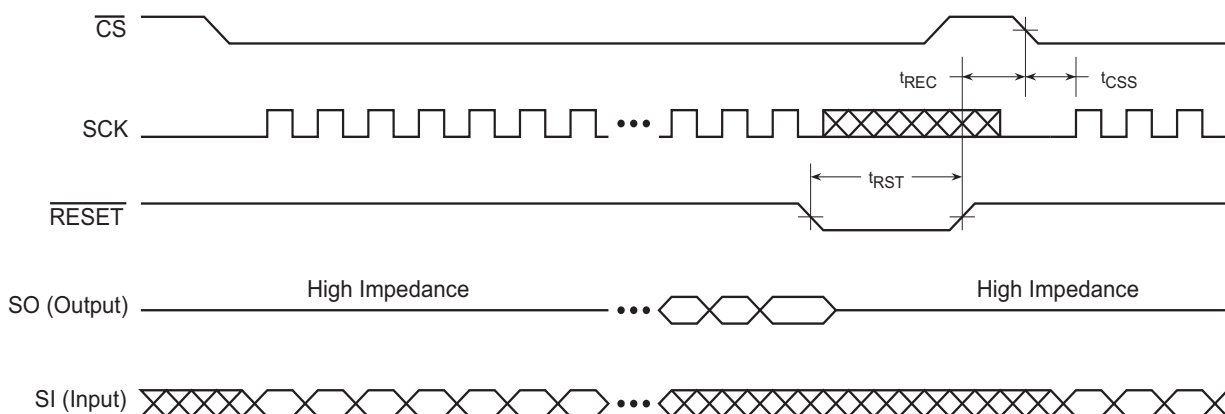 CS
tREC
tCSS
SCK
•••
tRST
RESET
High Impedance
High Impedance
SO (Output)
•••
SI (Input)
•••